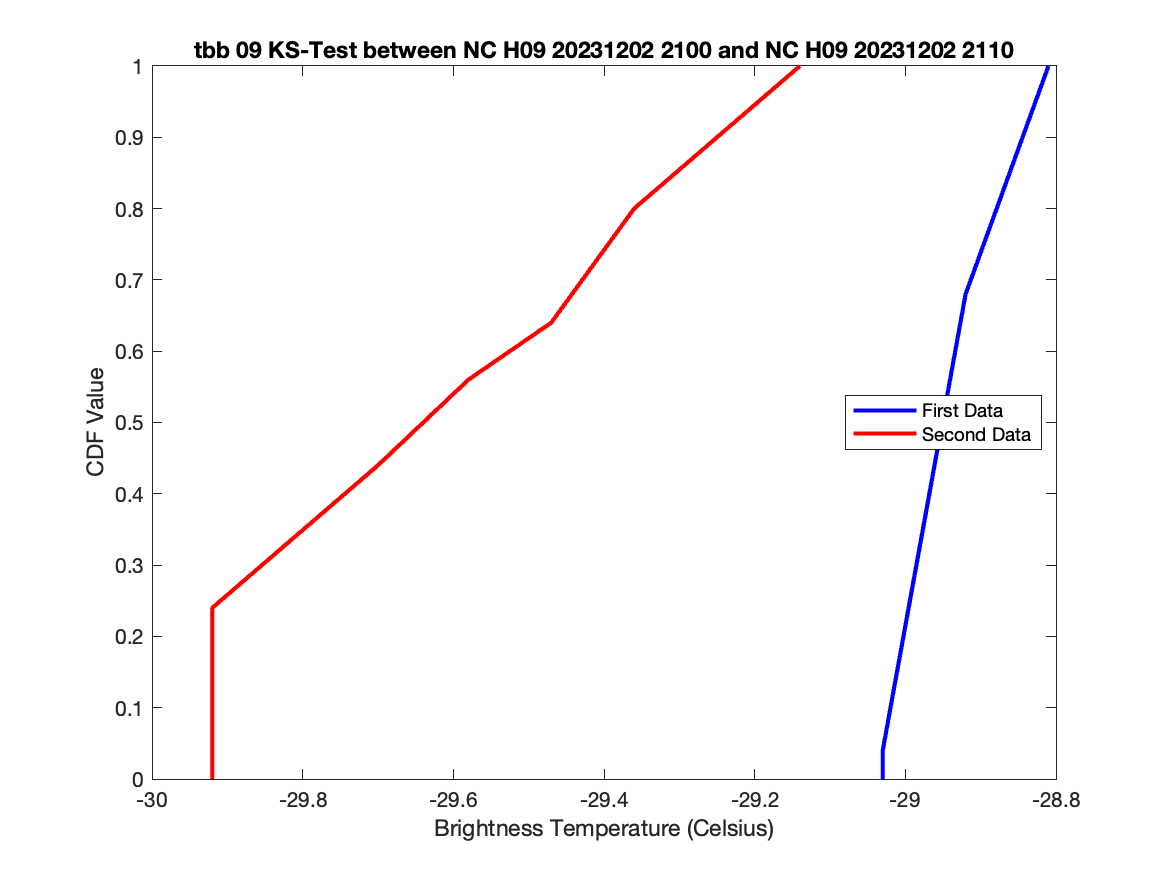 tbb 09 KS-Test between NC H09 20231202 2100 and NC H09 20231202 2110
1
0.9
0.8
0.7
0.6
0.5
0.4
0.3
0.2
0.1
0
CDF Value
First Data
Second Data
-30 -29.8 -29.6 -29.4 -29.2 -29 -28.8
Brightness Temperature (Celsius)